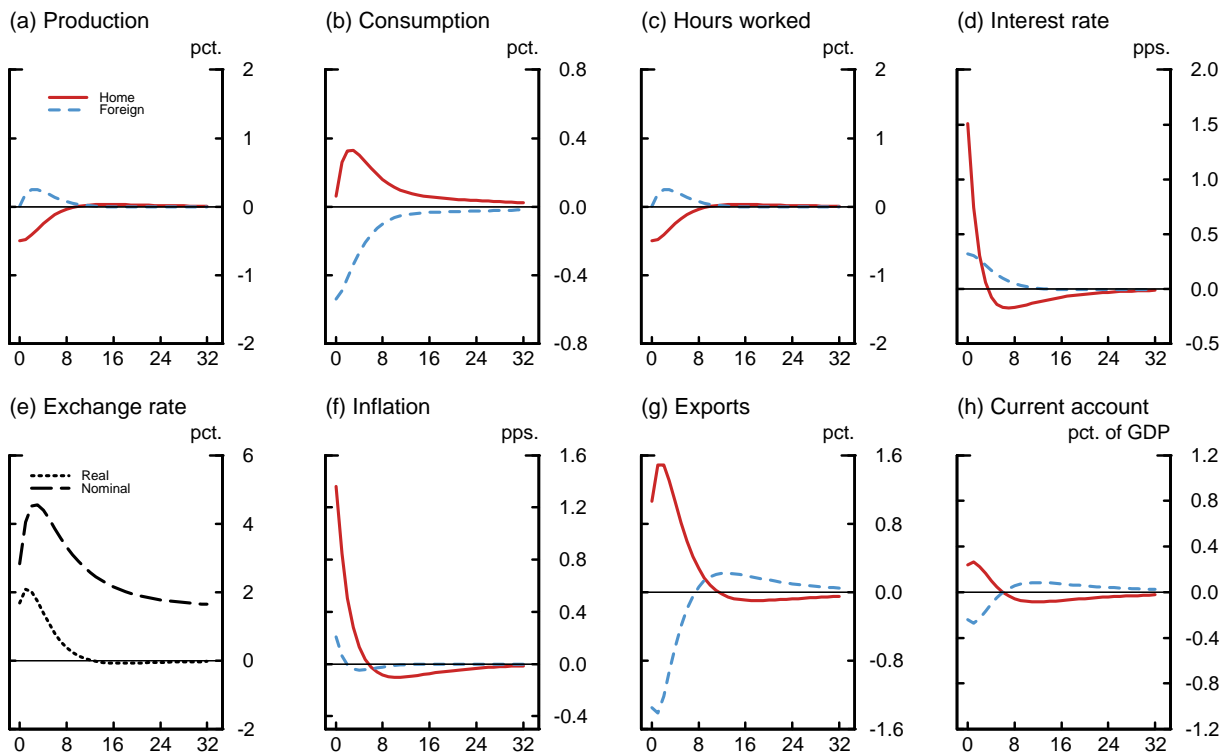 (a) Production
(b) Consumption
(c) Hours worked
(d) Interest rate
pct.
pct.
pct.
pps.
2
1
0
-1
-2
0 8 16 24 32
Home
Foreign
0.8
0.4
0.0
-0.4
-0.8
0 8 16 24 32
2
1
0
-1
-2
0 8 16 24 32
2.0
1.5
1.0
0.5
0.0
-0.5
0 8 16 24 32
(e) Exchange rate
(f) Inflation
(g) Exports
(h) Current account
pct.
pps.
pct.
pct. of GDP
6
4
2
0
-2
0 8 16 24 32
Real
Nominal
1.6
1.2
0.8
0.4
0.0
-0.4
0 8 16 24 32
1.6
0.8
0.0
-0.8
-1.6
0 8 16 24 32
1.2
0.8
0.4
0.0
-0.4
-0.8
-1.2
0 8 16 24 32